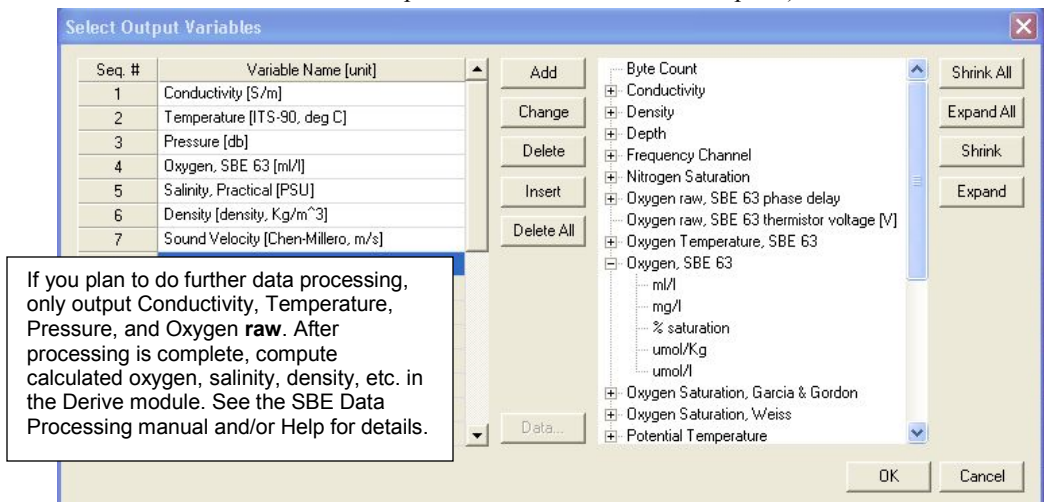 Select Output Variables
Seq. #
Variable Name [unit]
1
Conductivity [S/m]
2
Temperature [ITS-90, deg C]
3
Pressure [db]
4
Oxygen, SBE 63 [ml/l]
5
Salinity, Practical [PSU]
6
Density [density, Kg/m^3]
7
Sound Velocity [Chen-Millero, m/s]
If you plan to do further data processing,
only output Conductivity, Temperature,
Pressure, and Oxygen raw. After
processing is complete, compute
calculated oxygen, salinity, density, etc. in
the Derive module. See the SBE Data
Processing manual and/or Help for details.
Add
Change
Delete
Insert
Delete All
Data...
Byte Count
Conductivity
Density
Depth
Frequency Channel
Nitrogen Saturation
Oxygen raw, SBE 63 phase delay
Oxygen raw, SBE 63 thermistor voltage [V]
Oxygen Temperature, SBE 63
Oxygen, SBE 63
ml/l
mg/l
% saturation
umol/Kg
umol/l
Oxygen Saturation, Garcia & Gordon
Oxygen Saturation, Weiss
Potential Temperature
Shrink All
Expand All
Shrink
Expand
OK
Cancel